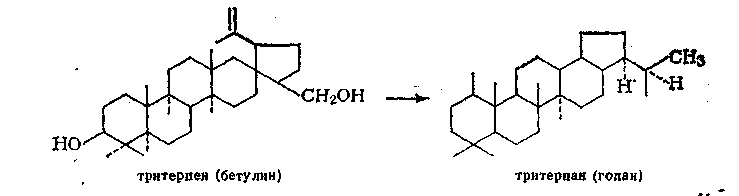 CH₃
H
H
CH₂OH
HO
тритерпен (бетулин)
тритерпан (гопан)